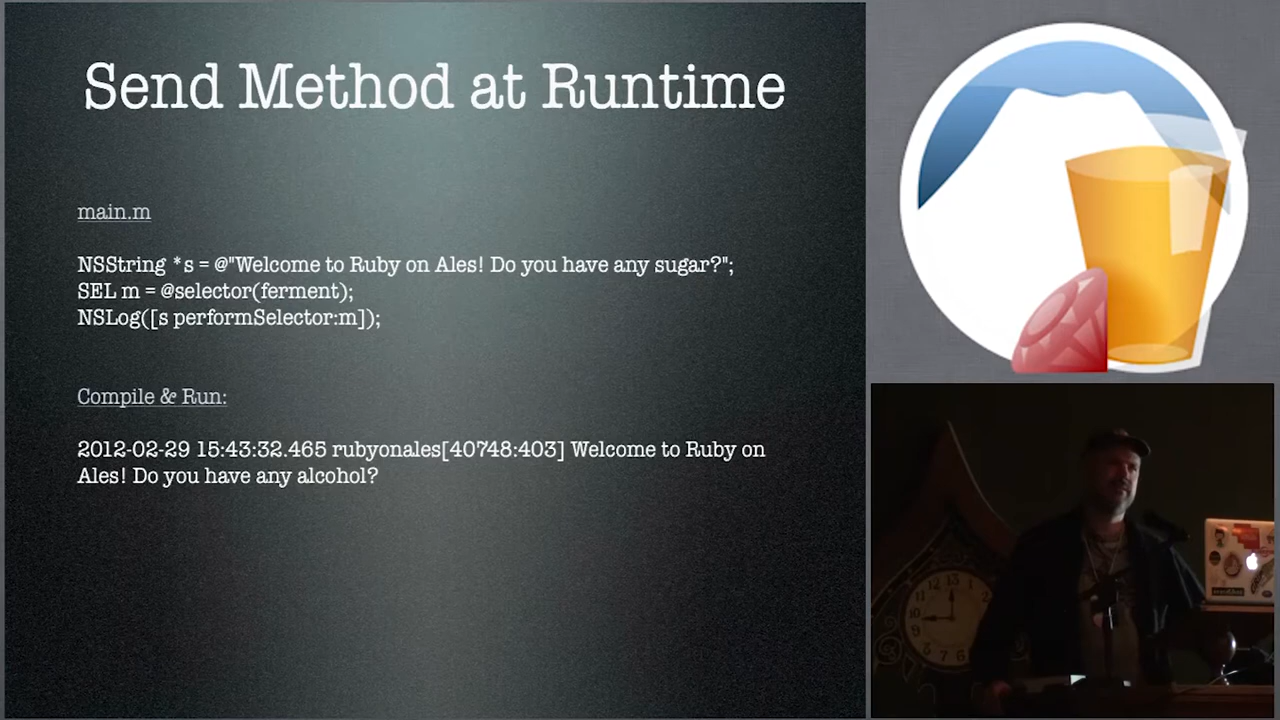 Send Method at Runtime
main.m
NSString *s = @"Welcome to Ruby on Ales! Do you have any sugar?";
SEL m = @selector(ferment);
NSLog([s performSelector:m]);
Compile & Run:
2012-02-29 15:43:32.465 rubyonales[40748:403] Welcome to Ruby on
Ales! Do you have any alcohol?